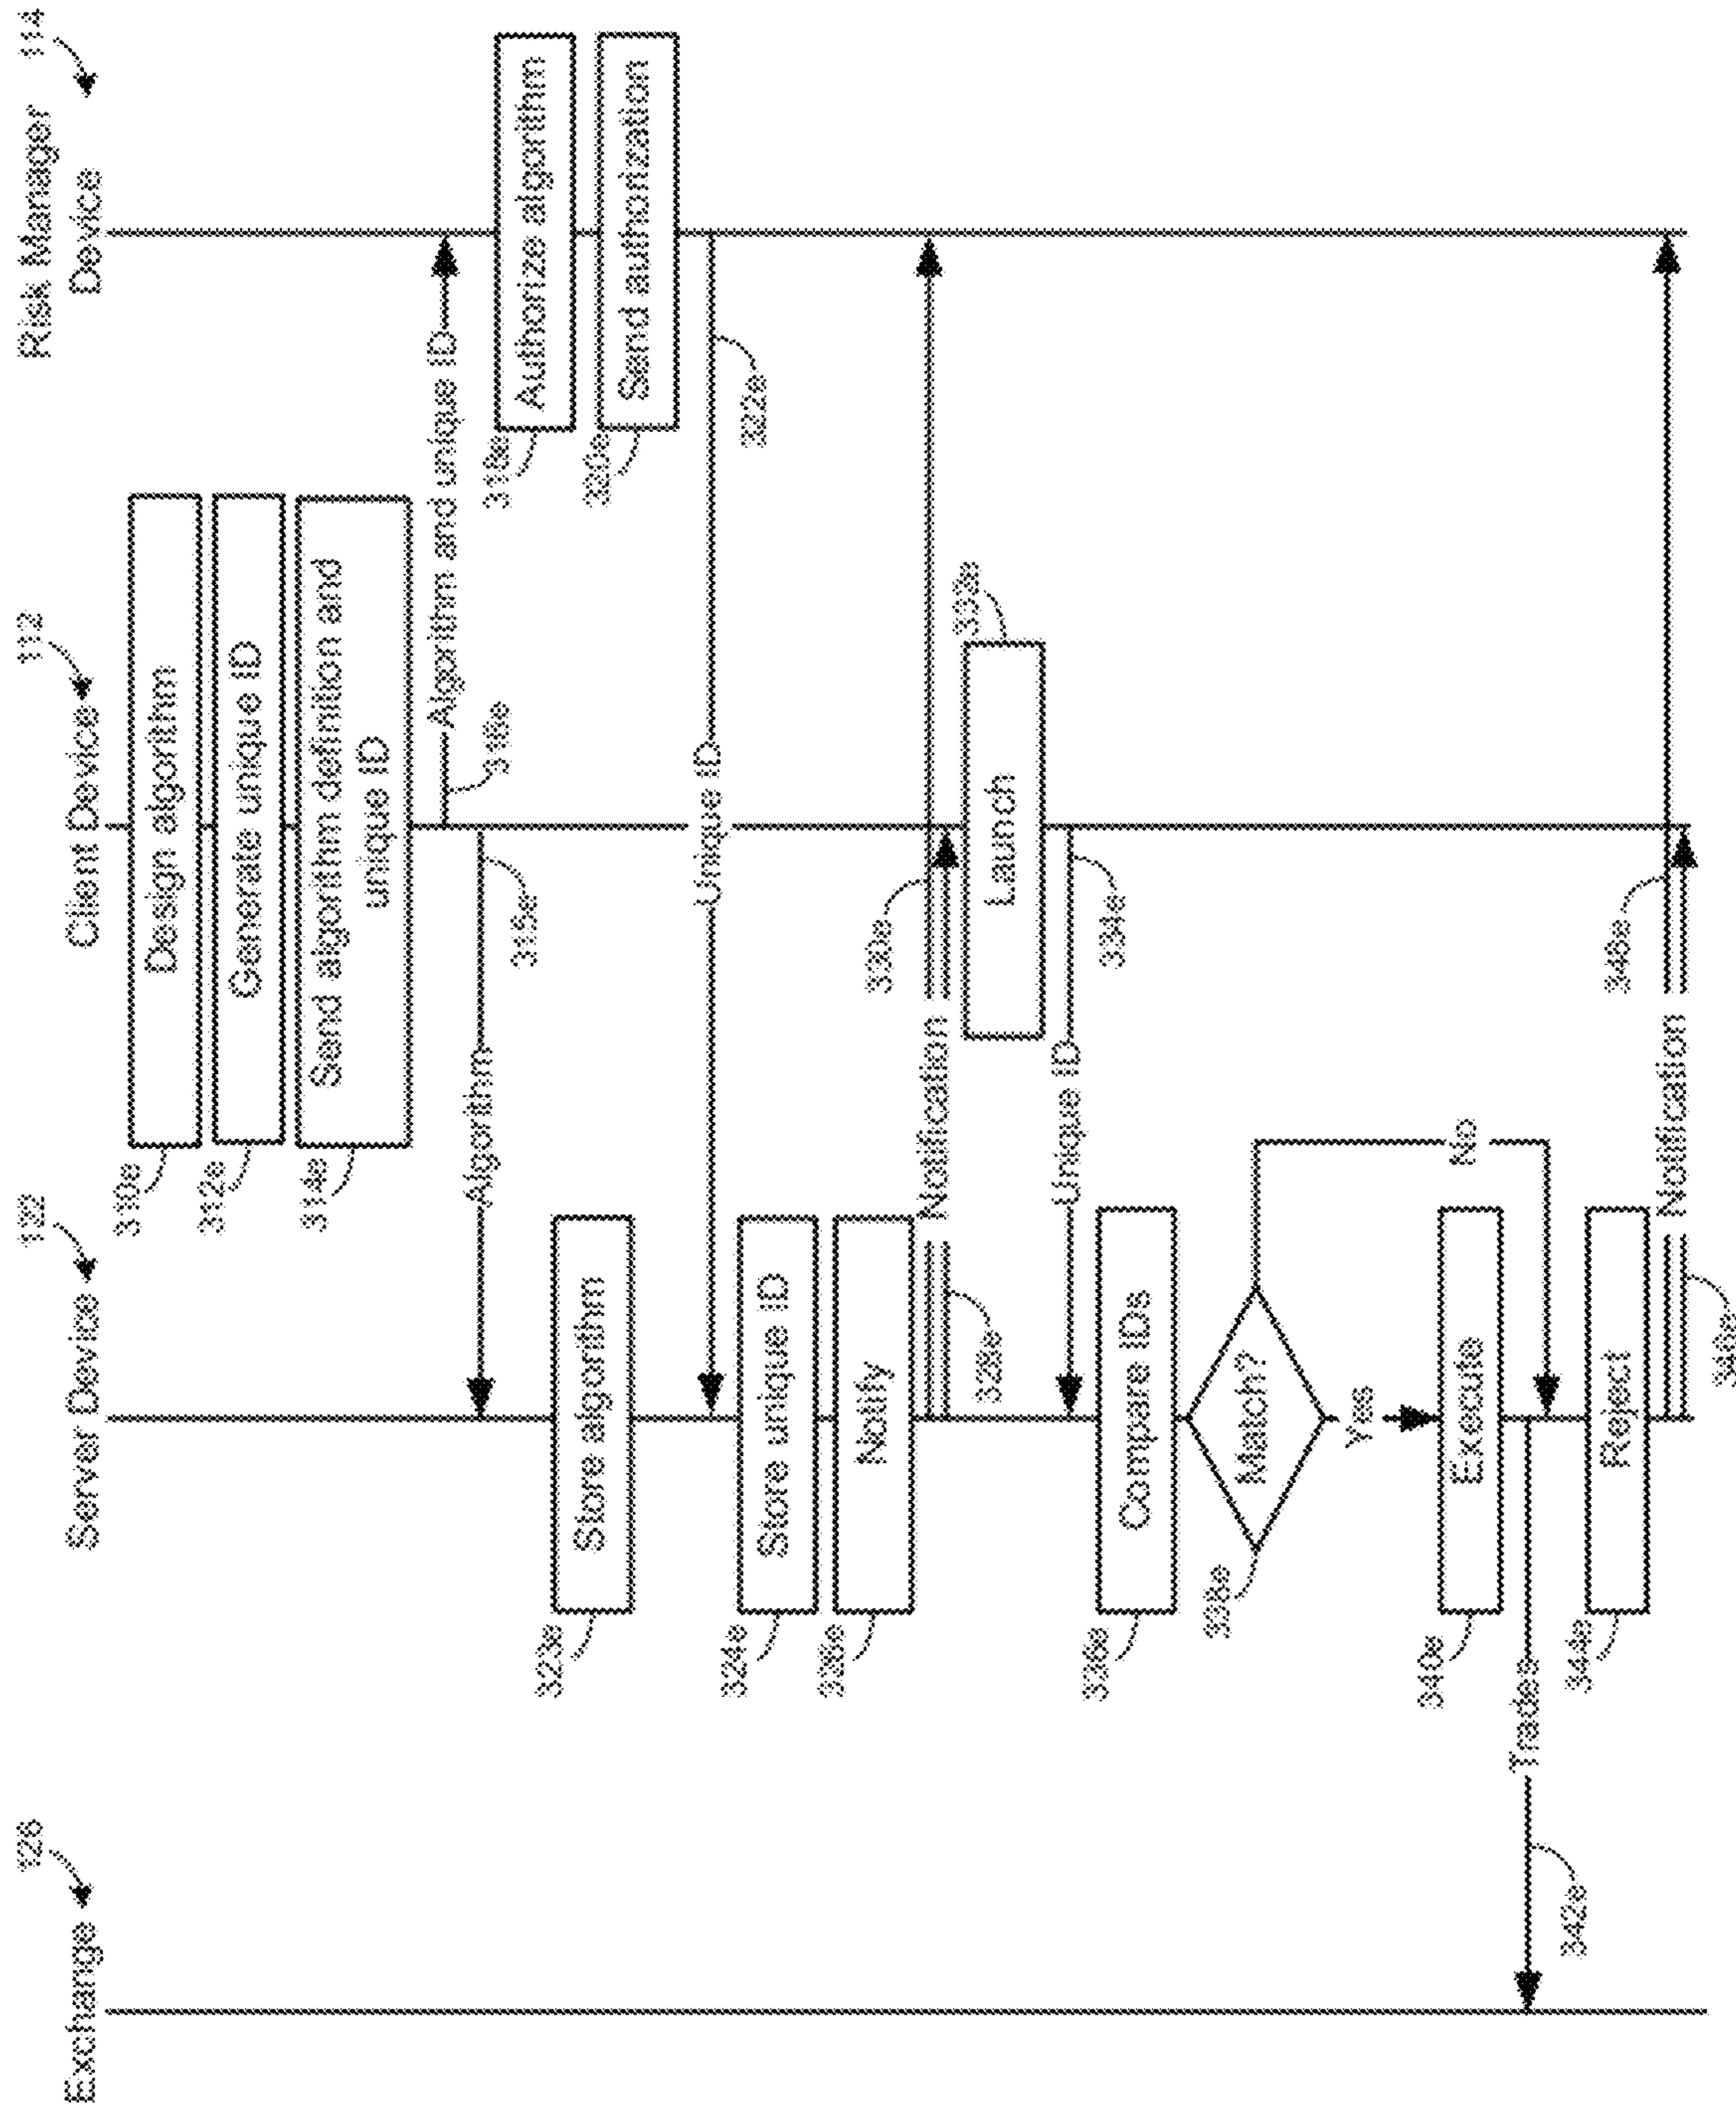 Exchange
126
Server Device
122
Client Device
112
Risk Manager
Device
114
310e
Design algorithm
312e
Generate unique ID
314e
Send algorithm definition and
unique ID
Algorithm and unique ID
316e
Algorithm
315e
318e
Authorize algorithm
320e
Send authorization
323e
Store algorithm
Unique ID
322e
324e
Store unique ID
326e
Notify
Notification
328e
330e
Launch
332e
Unique ID
334e
336e
Compare IDs
338e
Match?
Yes
No
340e
Execute
Trades
342e
344e
Reject
Notification
346e